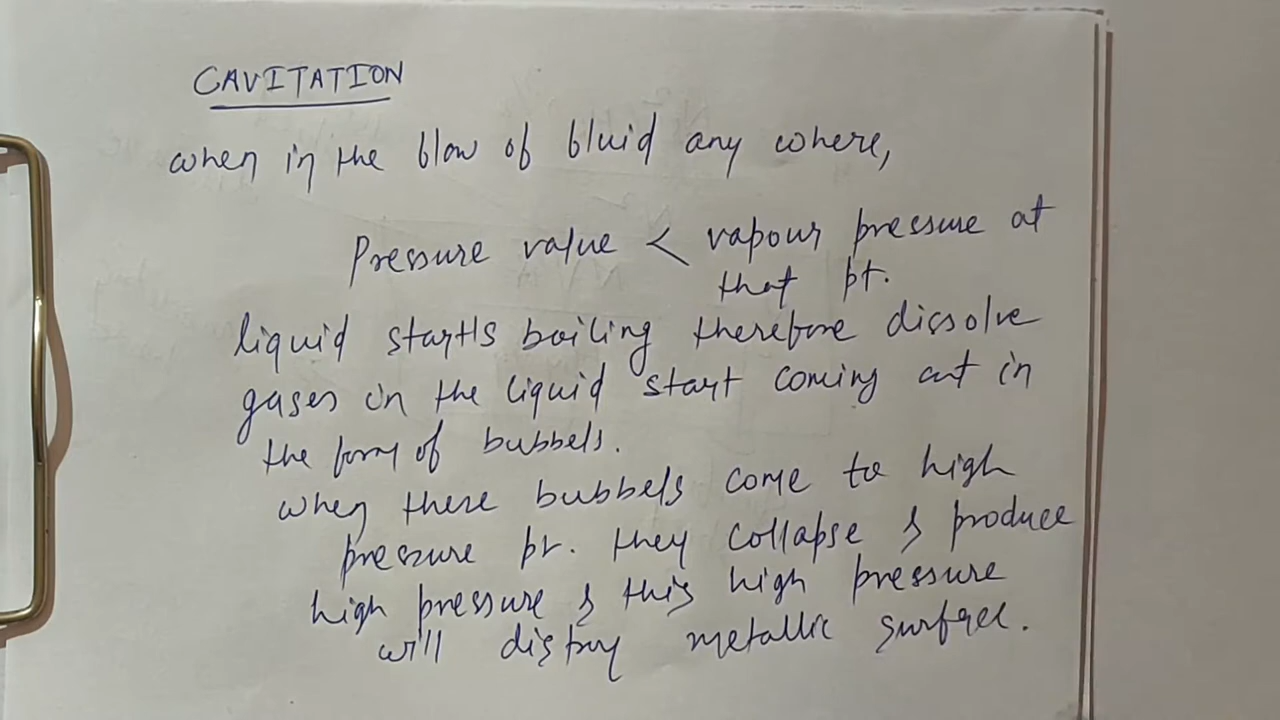 CAVITATION
when in the flow of fluid any where,
Pressure value < vapour pressure at
that pt.
liquid starts boiling therefore dissolve
gases in the liquid start coming out in
the form of bubbels.
when these bubbels come to high
pressure pt. they collapse & produce
high pressure & this high pressure
will distroy metallic surface.